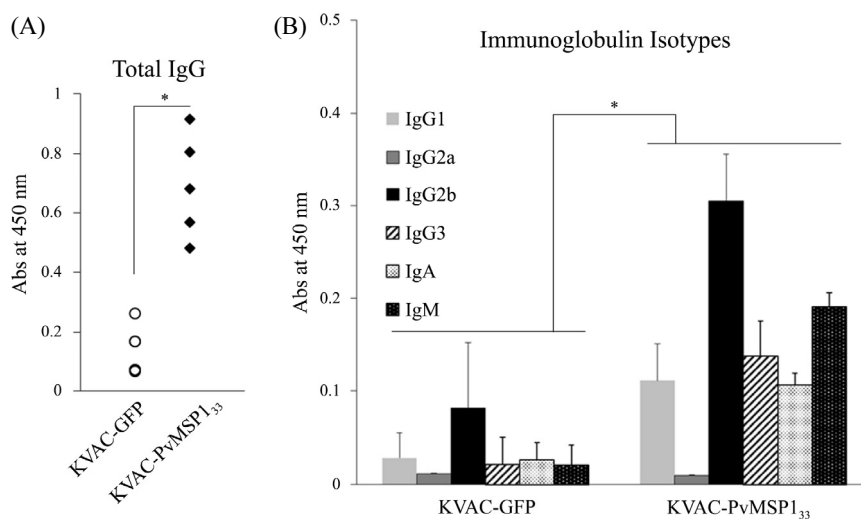 (A)
Total IgG
*
1
0.8
0.6
0.4
0.2
0
Abs at 450 nm
KVAC-GFP
KVAC-PvMSP1₃₃
(B)
Immunoglobulin Isotypes
*
0.5
0.4
0.3
0.2
0.1
0
Abs at 450 nm
IgG1
IgG2a
IgG2b
IgG3
IgA
IgM
KVAC-GFP
KVAC-PvMSP1₃₃